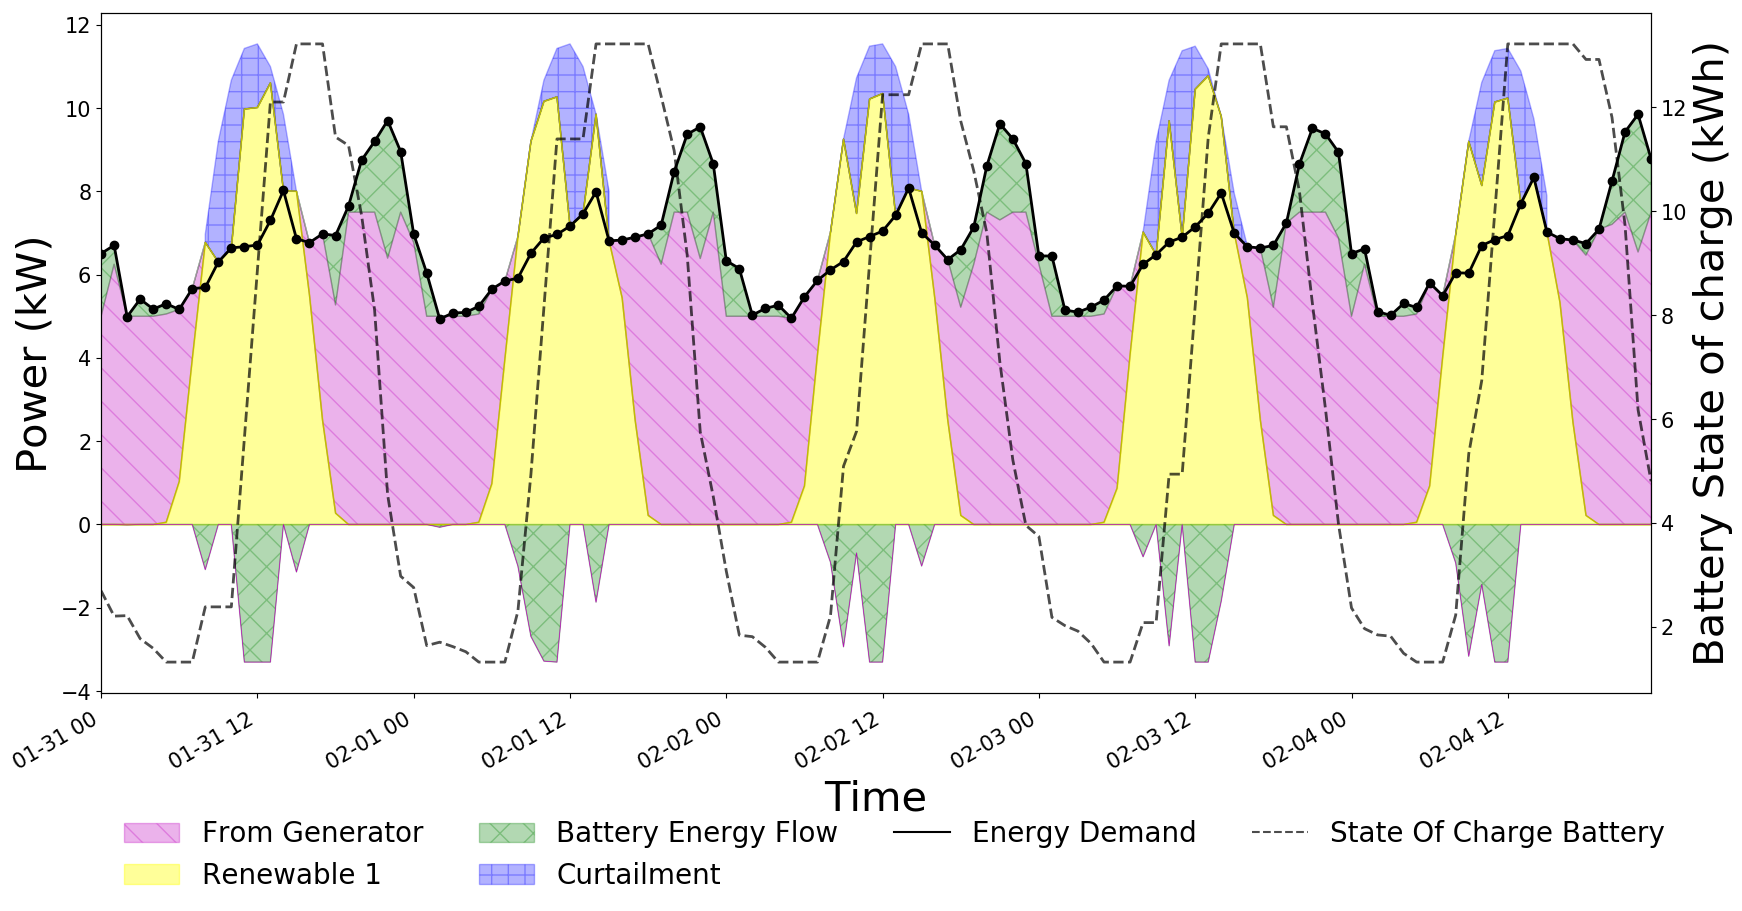 12
10
8
6
4
2
0
−2
−4
Power (kW)
12
10
8
6
4
2
Battery State of charge (kWh)
01-31 00
01-31 12
02-01 00
02-01 12
02-02 00
02-02 12
02-03 00
02-03 12
02-04 00
02-04 12
Time
From Generator
Battery Energy Flow
Energy Demand
State Of Charge Battery
Renewable 1
Curtailment